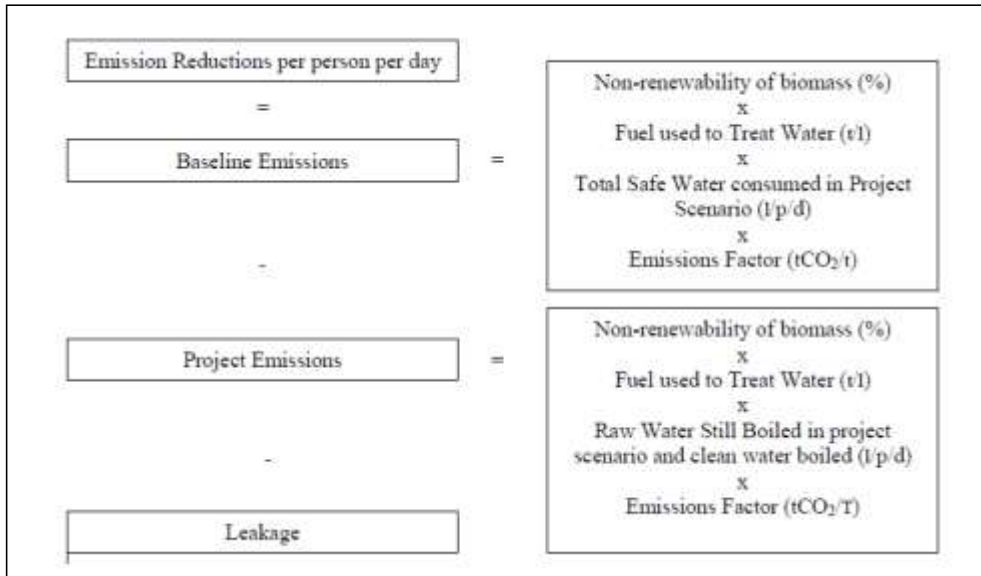 Emission Reductions per person per day
=
Baseline Emissions
=
Non-renewability of biomass (%)
x
Fuel used to Treat Water (t/l)
x
Total Safe Water consumed in Project
Scenario (l/p/d)
x
Emissions Factor (tCO₂/t)
-
Project Emissions
=
Non-renewability of biomass (%)
x
Fuel used to Treat Water (t/l)
x
Raw Water Still Boiled in project
scenario and clean water boiled (l/p/d)
x
Emissions Factor (tCO₂/T)
-
Leakage